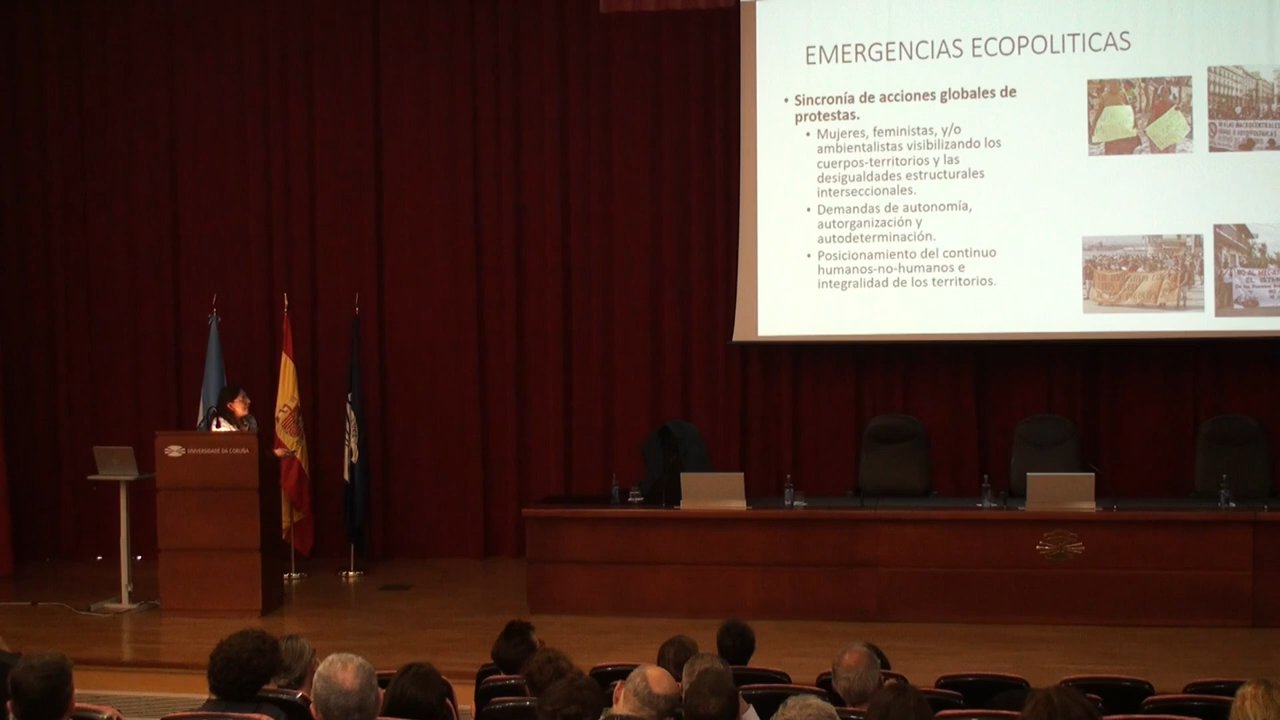 EMERGENCIAS ECOPOLITICAS
• Sincronía de acciones globales de
protestas.
• Mujeres, feministas, y/o
ambientalistas visibilizando los
cuerpos-territorios y las
desigualdades estructurales
interseccionales.
• Demandas de autonomía,
autorganización y
autodeterminación.
• Posicionamiento del continuo
humanos-no-humanos e
integralidad de los territorios.
UNIVERSIDADE DA CORUÑA